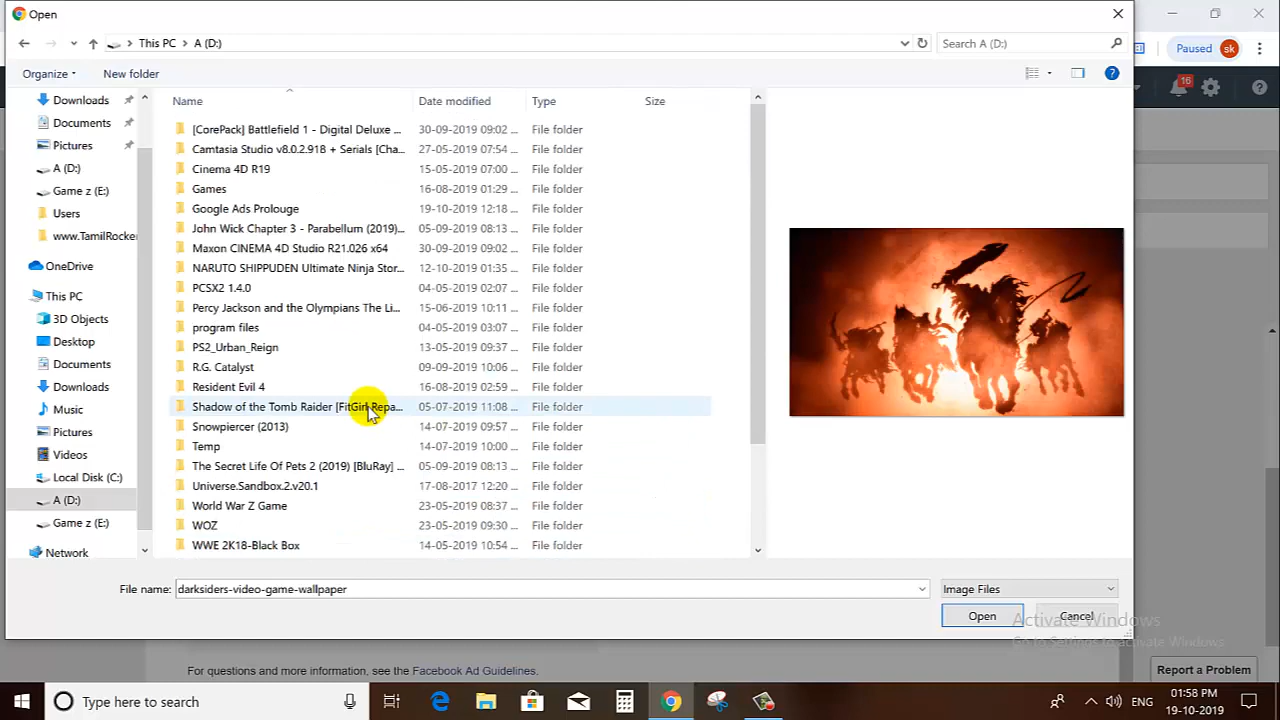 Open
This PC
A (D:)
Search A (D:)
Paused
sk
Organize
New folder
16
Downloads
Documents
Pictures
A (D:)
Game z (E:)
Users
www.TamilRocker
OneDrive
This PC
3D Objects
Desktop
Documents
Downloads
Music
Pictures
Videos
Local Disk (C:)
A (D:)
Game z (E:)
Network
Name Date modified Type Size
[CorePack] Battlefield 1 - Digital Deluxe ... 30-09-2019 09:02 ... File folder
Camtasia Studio v8.0.2.918 + Serials [Cha... 27-05-2019 07:54 ... File folder
Cinema 4D R19 15-05-2019 07:00 ... File folder
Games 16-08-2019 01:29 ... File folder
Google Ads Prolouge 19-10-2019 12:18 ... File folder
John Wick Chapter 3 - Parabellum (2019)... 05-09-2019 08:13 ... File folder
Maxon CINEMA 4D Studio R21.026 x64 30-09-2019 09:02 ... File folder
NARUTO SHIPPUDEN Ultimate Ninja Stor... 12-10-2019 01:35 ... File folder
PCSX2 1.4.0 04-05-2019 02:07 ... File folder
Percy Jackson and the Olympians The Li... 15-06-2019 10:11 ... File folder
program files 04-05-2019 03:07 ... File folder
PS2_Urban_Reign 13-05-2019 09:37 ... File folder
R.G. Catalyst 09-09-2019 10:06 ... File folder
Resident Evil 4 16-08-2019 02:59 ... File folder
Shadow of the Tomb Raider [FitGirl Repa... 05-07-2019 11:08 ... File folder
Snowpiercer (2013) 14-07-2019 09:57 ... File folder
Temp 14-07-2019 10:00 ... File folder
The Secret Life Of Pets 2 (2019) [BluRay] ... 05-09-2019 08:13 ... File folder
Universe.Sandbox.2.v20.1 17-08-2017 12:20 ... File folder
World War Z Game 23-05-2019 08:37 ... File folder
WOZ 23-05-2019 09:30 ... File folder
WWE 2K18-Black Box 14-05-2019 10:54 ... File folder
File name: darksiders-video-game-wallpaper
Image Files
Open
Cancel
Activate Windows
Go to Settings to activate Windows.
For questions and more information, see the Facebook Ad Guidelines.
Report a Problem
Type here to search
ENG
01:58 PM
19-10-2019